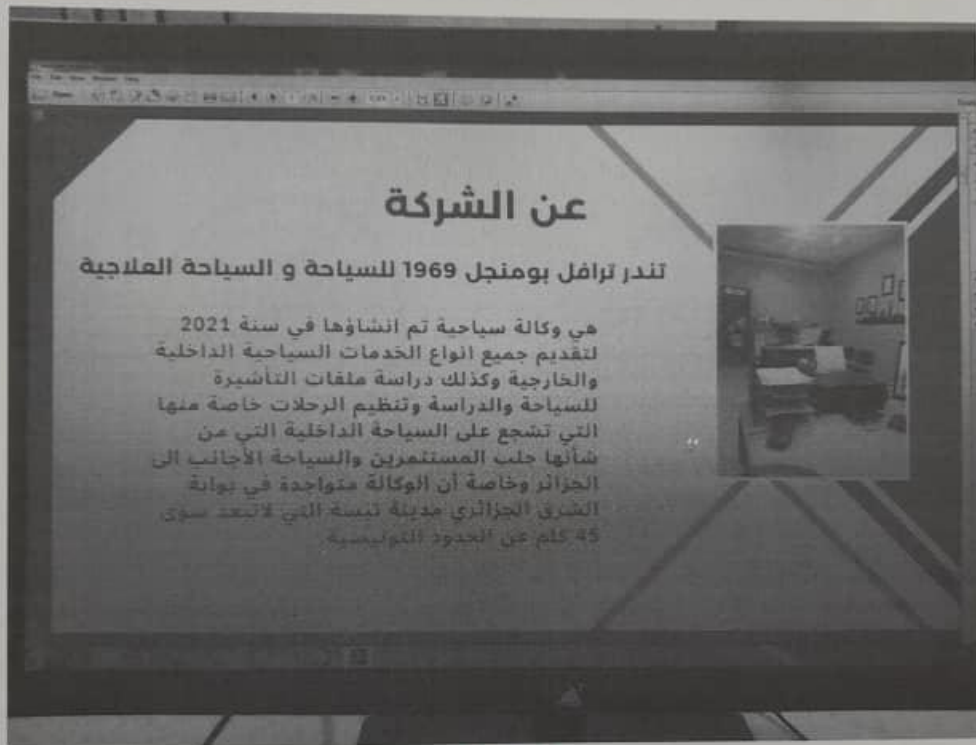 عن الشركة
تندر ترافل بومنجل 1969 للسياحة و السياحة العلاجية
هي وكالة سياحية تم انشاؤها في سنة 2021
لتقديم جميع انواع الخدمات السياحية الداخلية
والخارجية وكذلك دراسة ملفات التأشيرة
للسياحة والدراسة وتنظيم الرحلات خاصة منها
التي تشجع على السياحة الداخلية التي من
شأنها جلب المستثمرين والسياحة الأجانب الى
الجزائر وخاصة أن الوكالة متواجدة في بوابة
الشرق الجزائري مدينة تبسة التي لاتبعد سوى
45 كلم عن الحدود التونسية